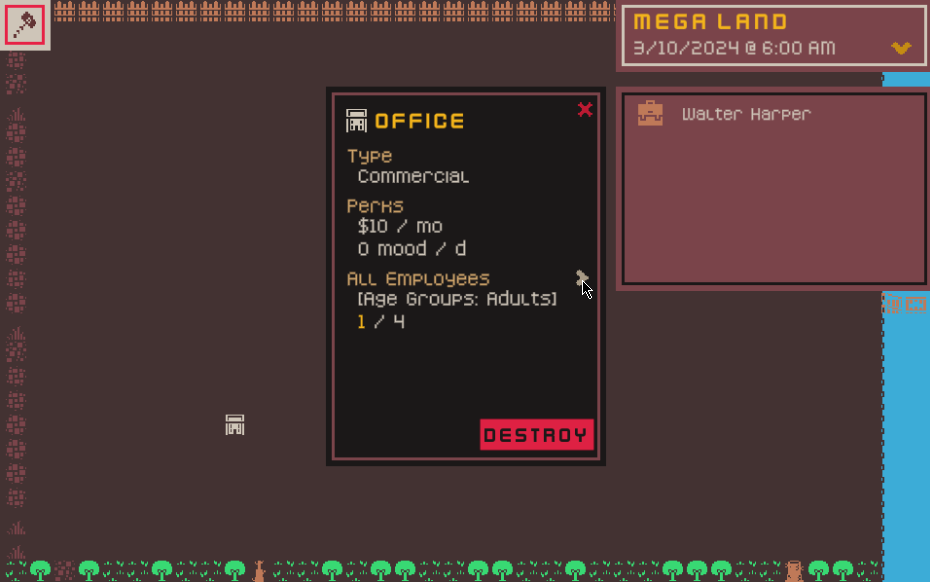 MEGA LAND
3/10/2024 @ 6:00 AM
Walter Harper
OFFICE
Type
Commercial
Perks
$10 / mo
0 mood / d
All Employees
[Age Groups: Adults]
1 / 4
DESTROY